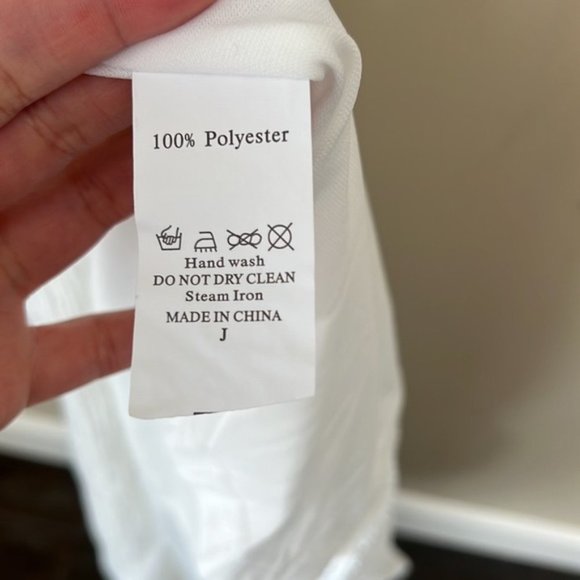 100% Polyester
Hand wash
DO NOT DRY CLEAN
Steam Iron
MADE IN CHINA
J